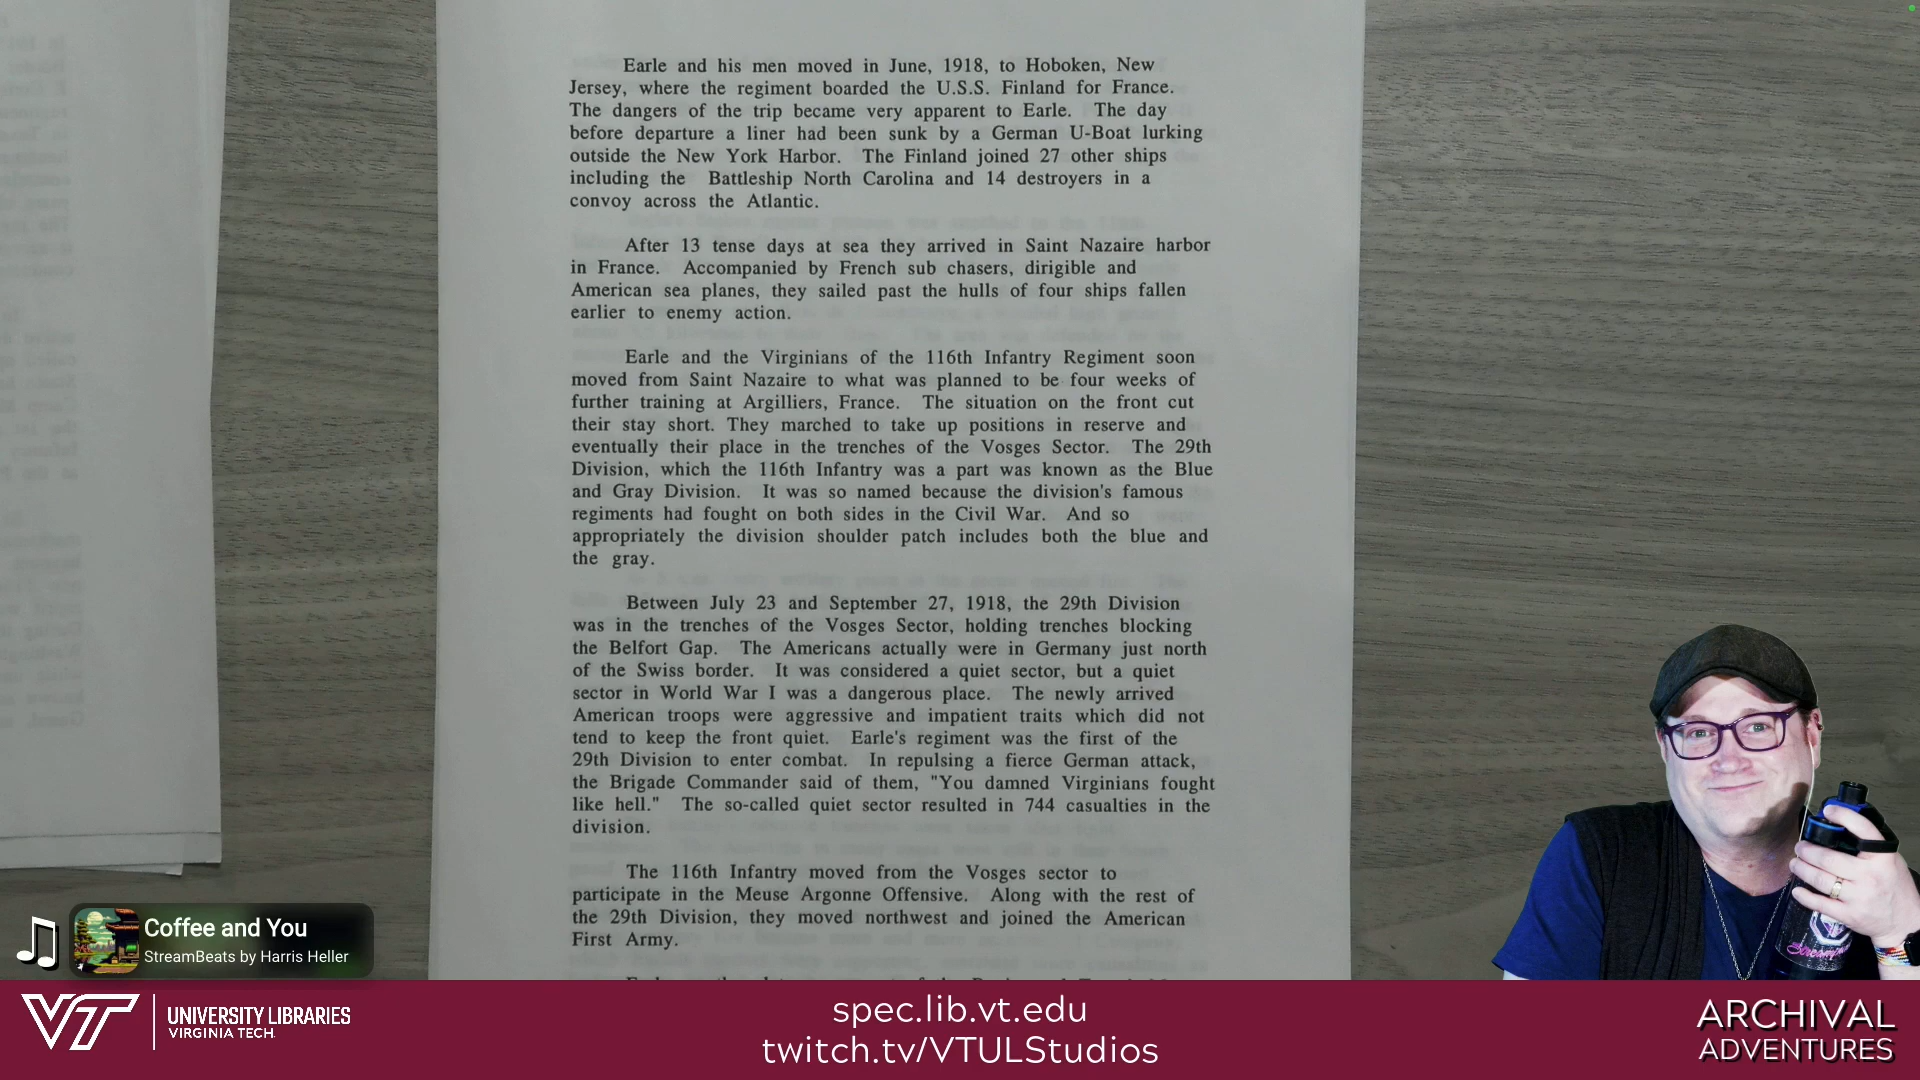 Earle and his men moved in June, 1918, to Hoboken, New
Jersey, where the regiment boarded the U.S.S. Finland for France.
The dangers of the trip became very apparent to Earle. The day
before departure a liner had been sunk by a German U-Boat lurking
outside the New York Harbor. The Finland joined 27 other ships
including the Battleship North Carolina and 14 destroyers in a
convoy across the Atlantic.
After 13 tense days at sea they arrived in Saint Nazaire harbor
in France. Accompanied by French sub chasers, dirigible and
American sea planes, they sailed past the hulls of four ships fallen
earlier to enemy action.
Earle and the Virginians of the 116th Infantry Regiment soon
moved from Saint Nazaire to what was planned to be four weeks of
further training at Argilliers, France. The situation on the front cut
their stay short. They marched to take up positions in reserve and
eventually their place in the trenches of the Vosges Sector. The 29th
Division, which the 116th Infantry was a part was known as the Blue
and Gray Division. It was so named because the division's famous
regiments had fought on both sides in the Civil War. And so
appropriately the division shoulder patch includes both the blue and
the gray.
Between July 23 and September 27, 1918, the 29th Division
was in the trenches of the Vosges Sector, holding trenches blocking
the Belfort Gap. The Americans actually were in Germany just north
of the Swiss border. It was considered a quiet sector, but a quiet
sector in World War I was a dangerous place. The newly arrived
American troops were aggressive and impatient traits which did not
tend to keep the front quiet. Earle's regiment was the first of the
29th Division to enter combat. In repulsing a fierce German attack,
the Brigade Commander said of them, "You damned Virginians fought
like hell." The so-called quiet sector resulted in 744 casualties in the
division.
The 116th Infantry moved from the Vosges sector to
participate in the Meuse Argonne Offensive. Along with the rest of
the 29th Division, they moved northwest and joined the American
First Army.
Coffee and You
StreamBeats by Harris Heller
VT
UNIVERSITY LIBRARIES
VIRGINIA TECH
spec.lib.vt.edu
twitch.tv/VTULStudios
ARCHIVAL
ADVENTURES